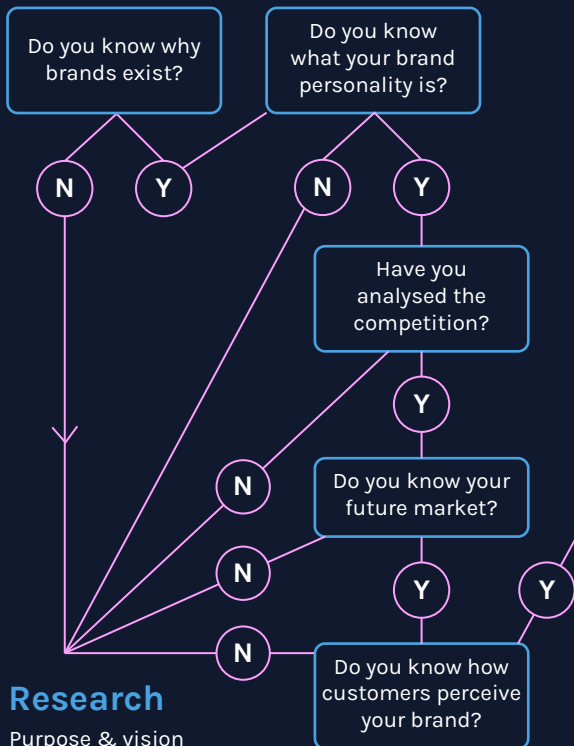 Do you know why
brands exist?
Do you know
what your brand
personality is?
N
Y
N
Y
Have you
analysed the
competition?
Y
N
Do you know your
future market?
N
Y
Y
N
Do you know how
customers perceive
your brand?
Research
Purpose & vision